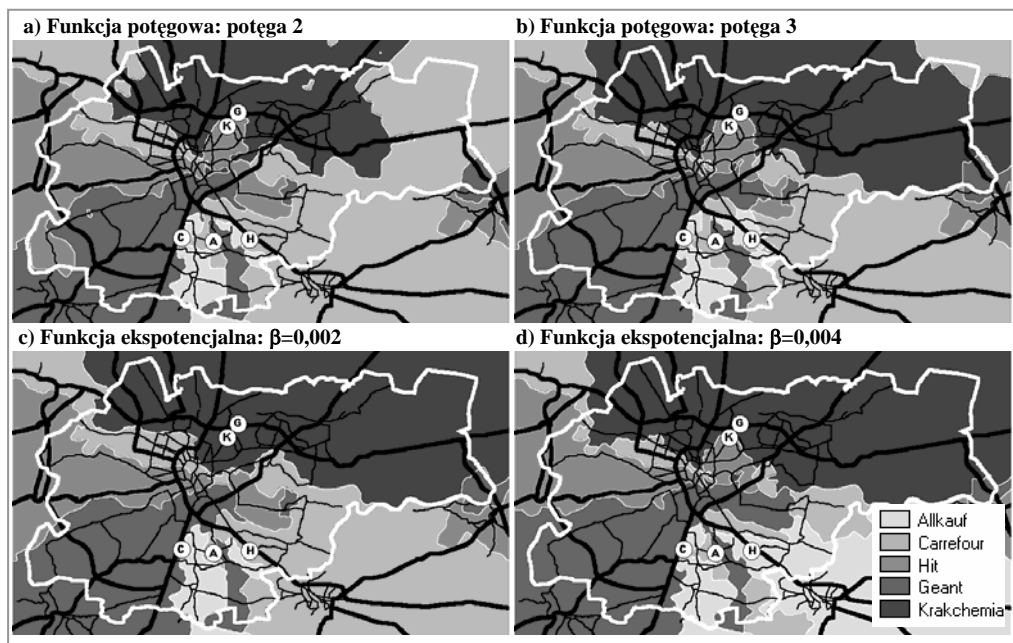 a) Funkcja potęgowa: potęga 2
b) Funkcja potęgowa: potęga 3
G
K
C
A
H
G
K
C
A
H
c) Funkcja ekspotencjalna: β=0,002
d) Funkcja ekspotencjalna: β=0,004
G
K
C
A
H
G
K
C
A
H
Allkauf
Carrefour
Hit
Geant
Krakchemia